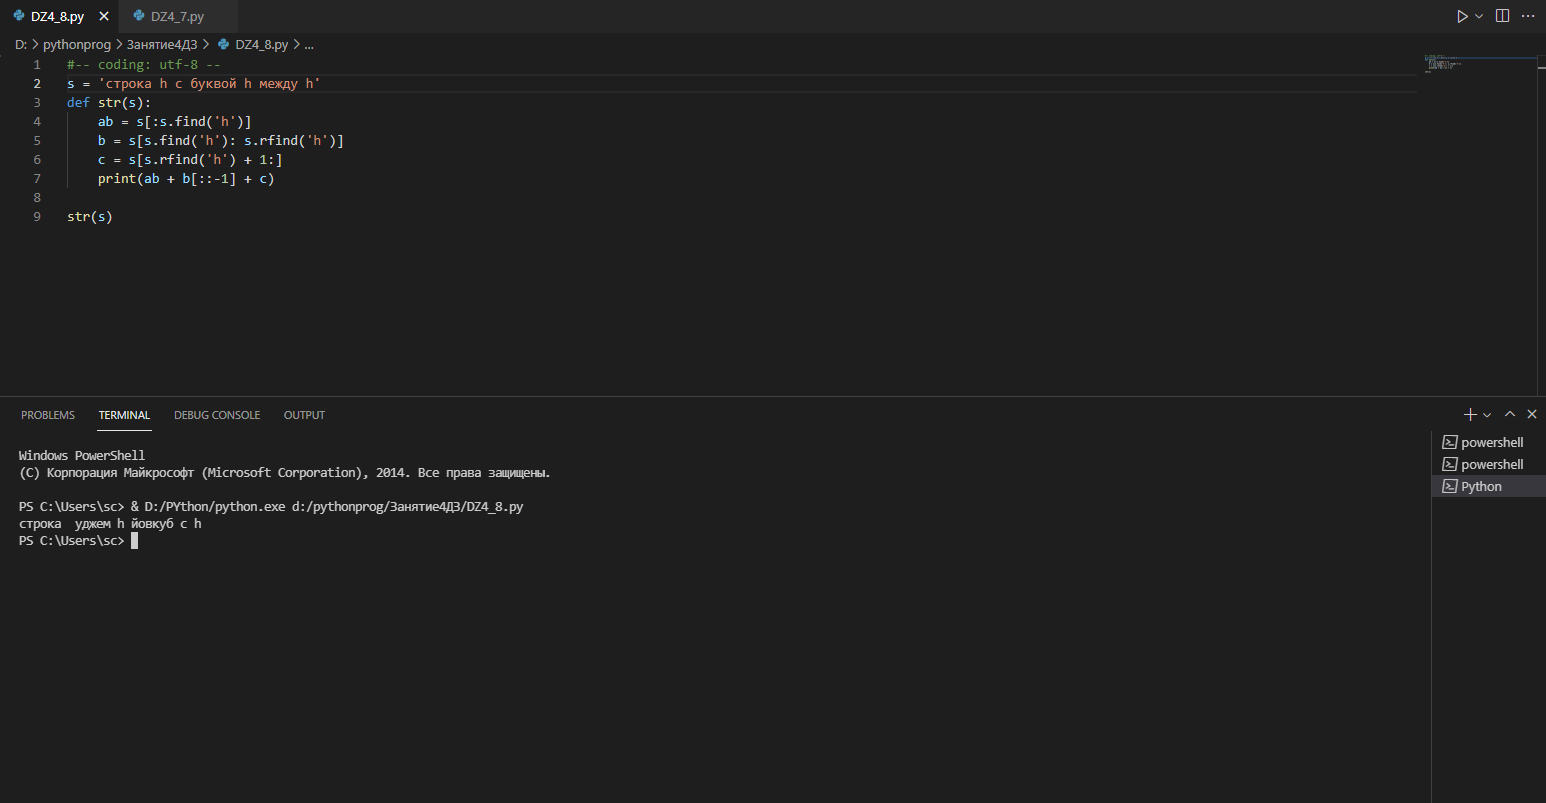 DZ4_8.py DZ4_7.py
D: > pythonprog > Занятие4ДЗ > DZ4_8.py > ...
1 #-- coding: utf-8 --
2 s = 'строка h с буквой h между h'
3 def str(s):
4 ab = s[:s.find('h')]
5 b = s[s.find('h'): s.rfind('h')]
6 c = s[s.rfind('h') + 1:]
7 print(ab + b[::-1] + c)
8
9 str(s)
PROBLEMS TERMINAL DEBUG CONSOLE OUTPUT
Windows PowerShell
(C) Корпорация Майкрософт (Microsoft Corporation), 2014. Все права защищены.
PS C:\Users\sc> & D:/PYthon/python.exe d:/pythonprog/Занятие4ДЗ/DZ4_8.py
строка  уджем h йовкуб с h
PS C:\Users\sc>
powershell
powershell
Python